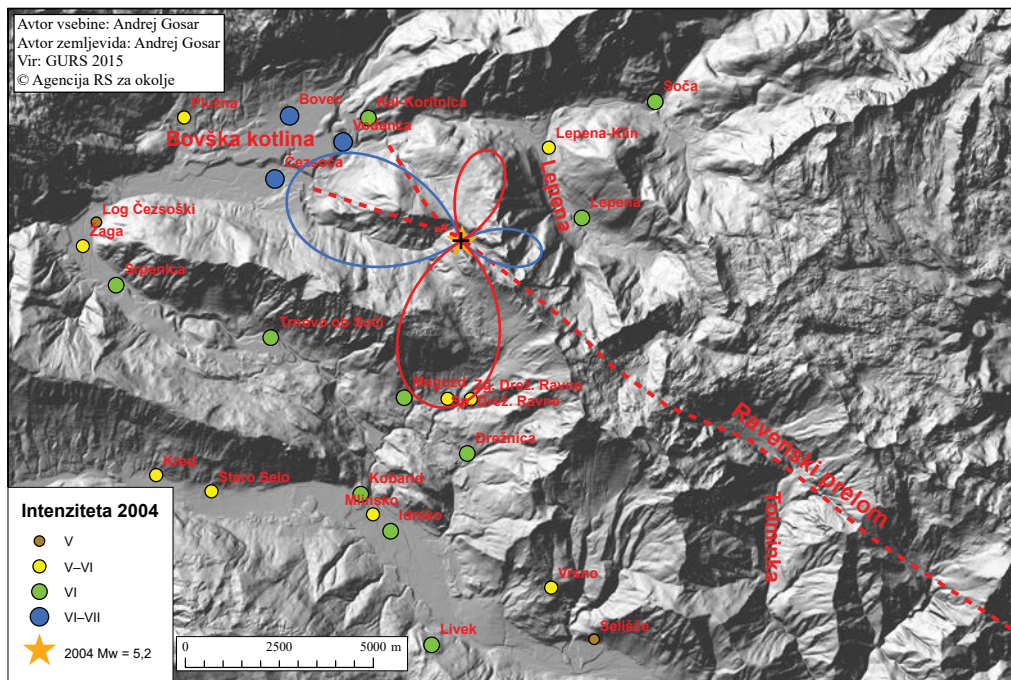 Avtor vsebine: Andrej Gosar
Avtor zemljevida: Andrej Gosar
Vir: GURS 2015
© Agencija RS za okolje
Soča
Plužna
Bovec
Kal-Koritnica
Vodenca
Lepena-Klin
Bovška kotlina
Čezsoča
Lepena
Lepena
Log Čezsoški
Žaga
Srpenica
Trnovo ob Soči
Magozd
Zg. Drež. Ravne
Sp. Drež. Ravne
Ravenski prelom
Drežnica
Kred
Staro Selo
Kobarid
Mlinsko
Idrsko
Tolminka
Vrsno
Selišče
Livek
Intenziteta 2004
V
V–VI
VI
VI–VII
2004 Mw = 5,2
0 2500 5000 m